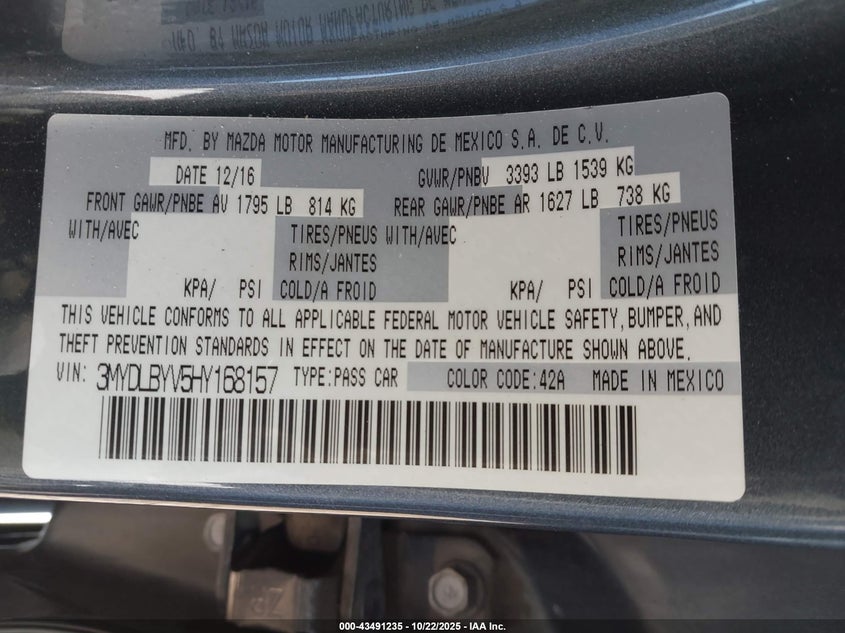 MFD. BY MAZDA MOTOR MANUFACTURING DE MEXICO S.A. DE C.V.
DATE 12/16 GVWR/PNBV 3393 LB 1539 KG
FRONT GAWR/PNBE AV 1795 LB 814 KG REAR GAWR/PNBE AR 1627 LB 738 KG
WITH/AVEC TIRES/PNEUS WITH/AVEC TIRES/PNEUS
RIMS/JANTES RIMS/JANTES
KPA/ PSI COLD/A FROID KPA/ PSI COLD/A FROID
THIS VEHICLE CONFORMS TO ALL APPLICABLE FEDERAL MOTOR VEHICLE SAFETY, BUMPER, AND
THEFT PREVENTION STANDARDS IN EFFECT ON THE DATE OF MANUFACTURE SHOWN ABOVE.
VIN: 3MYDLBYV5HY168157 TYPE:PASS CAR COLOR CODE:42A MADE IN MEXICO
000-43491235 - 10/22/2025 - IAA Inc.